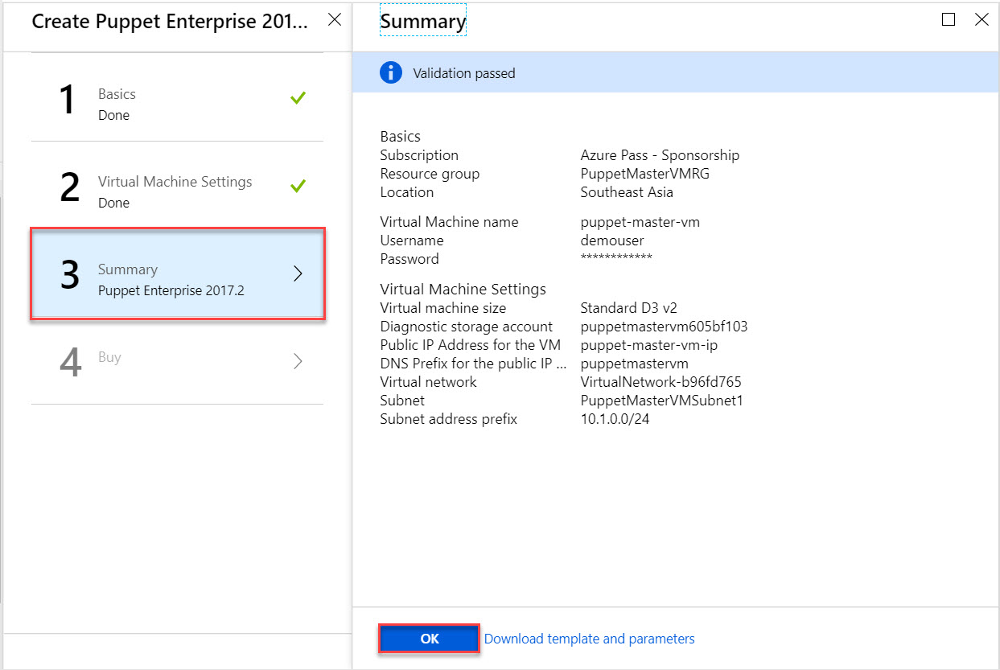 Create Puppet Enterprise 201...
1
Basics
Done
2
Virtual Machine Settings
Done
3
Summary
Puppet Enterprise 2017.2
4
Buy
Summary
Validation passed
Basics
Subscription Azure Pass - Sponsorship
Resource group PuppetMasterVMRG
Location Southeast Asia
Virtual Machine name puppet-master-vm
Username demouser
Password ************
Virtual Machine Settings
Virtual machine size Standard D3 v2
Diagnostic storage account puppetmastervm605bf103
Public IP Address for the VM puppet-master-vm-ip
DNS Prefix for the public IP ... puppetmastervm
Virtual network VirtualNetwork-b96fd765
Subnet PuppetMasterVMSubnet1
Subnet address prefix 10.1.0.0/24
OK Download template and parameters